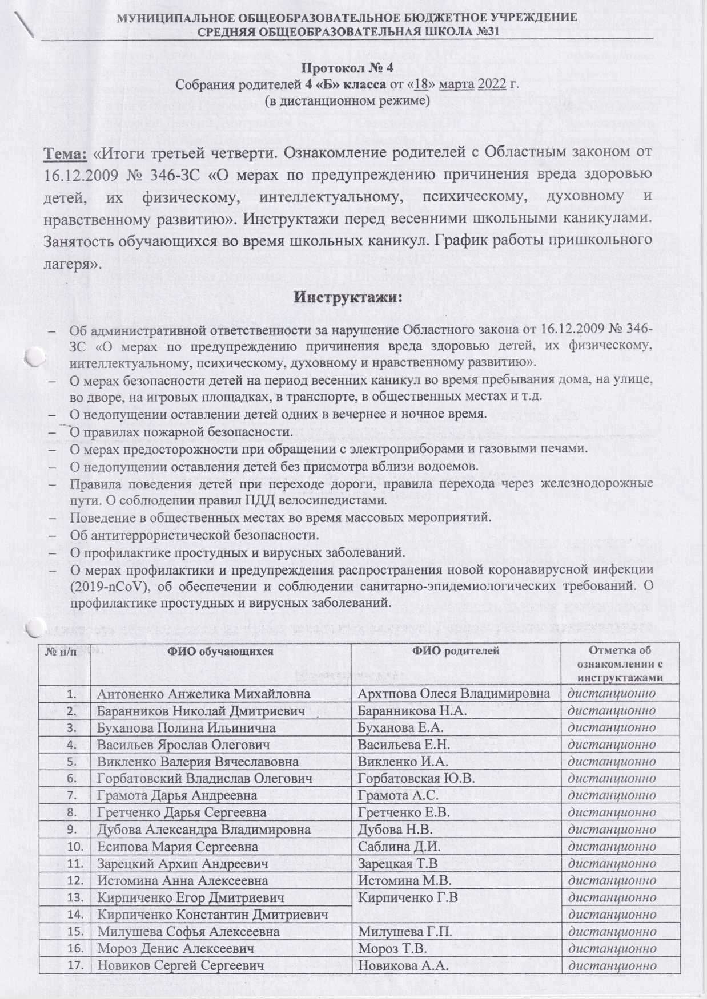 МУНИЦИПАЛЬНОЕ ОБЩЕОБРАЗОВАТЕЛЬНОЕ БЮДЖЕТНОЕ УЧРЕЖДЕНИЕ
СРЕДНЯЯ ОБЩЕОБРАЗОВАТЕЛЬНАЯ ШКОЛА №31
Протокол № 4
Собрания родителей 4 «Б» класса от «18» марта 2022 г.
(в дистанционном режиме)
Тема: «Итоги третьей четверти. Ознакомление родителей с Областным законом от
16.12.2009 № 346-ЗС «О мерах по предупреждению причинения вреда здоровью
детей, их физическому, интеллектуальному, психическому, духовному и
нравственному развитию». Инструктажи перед весенними школьными каникулами.
Занятость обучающихся во время школьных каникул. График работы пришкольного
лагеря».
Инструктажи:
– Об административной ответственности за нарушение Областного закона от 16.12.2009 № 346-
ЗС «О мерах по предупреждению причинения вреда здоровью детей, их физическому,
интеллектуальному, психическому, духовному и нравственному развитию».
– О мерах безопасности детей на период весенних каникул во время пребывания дома, на улице,
во дворе, на игровых площадках, в транспорте, в общественных местах и т.д.
– О недопущении оставлении детей одних в вечернее и ночное время.
– О правилах пожарной безопасности.
– О мерах предосторожности при обращении с электроприборами и газовыми печами.
– О недопущении оставления детей без присмотра вблизи водоемов.
– Правила поведения детей при переходе дороги, правила перехода через железнодорожные
пути. О соблюдении правил ПДД велосипедистами.
– Поведение в общественных местах во время массовых мероприятий.
– Об антитеррористической безопасности.
– О профилактике простудных и вирусных заболеваний.
– О мерах профилактики и предупреждения распространения новой коронавирусной инфекции
(2019-nCoV), об обеспечении и соблюдении санитарно-эпидемиологических требований. О
профилактике простудных и вирусных заболеваний.
№ п/п ФИО обучающихся ФИО родителей Отметка об
ознакомлении с
инструктажами
1. Антоненко Анжелика Михайловна Архтпова Олеся Владимировна дистанционно
2. Баранников Николай Дмитриевич Баранникова Н.А. дистанционно
3. Буханова Полина Ильинична Буханова Е.А. дистанционно
4. Васильев Ярослав Олегович Васильева Е.Н. дистанционно
5. Викленко Валерия Вячеславовна Викленко И.А. дистанционно
6. Горбатовский Владислав Олегович Горбатовская Ю.В. дистанционно
7. Грамота Дарья Андреевна Грамота А.С. дистанционно
8. Гретченко Дарья Сергеевна Гретченко Е.В. дистанционно
9. Дубова Александра Владимировна Дубова Н.В. дистанционно
10. Есипова Мария Сергеевна Саблина Д.И. дистанционно
11. Зарецкий Архип Андреевич Зарецкая Т.В дистанционно
12. Истомина Анна Алексеевна Истомина М.В. дистанционно
13. Кирпиченко Егор Дмитриевич Кирпиченко Г.В дистанционно
14. Кирпиченко Константин Дмитриевич дистанционно
15. Милушева Софья Алексеевна Милушева Г.П. дистанционно
16. Мороз Денис Алексеевич Мороз Т.В. дистанционно
17. Новиков Сергей Сергеевич Новикова А.А. дистанционно